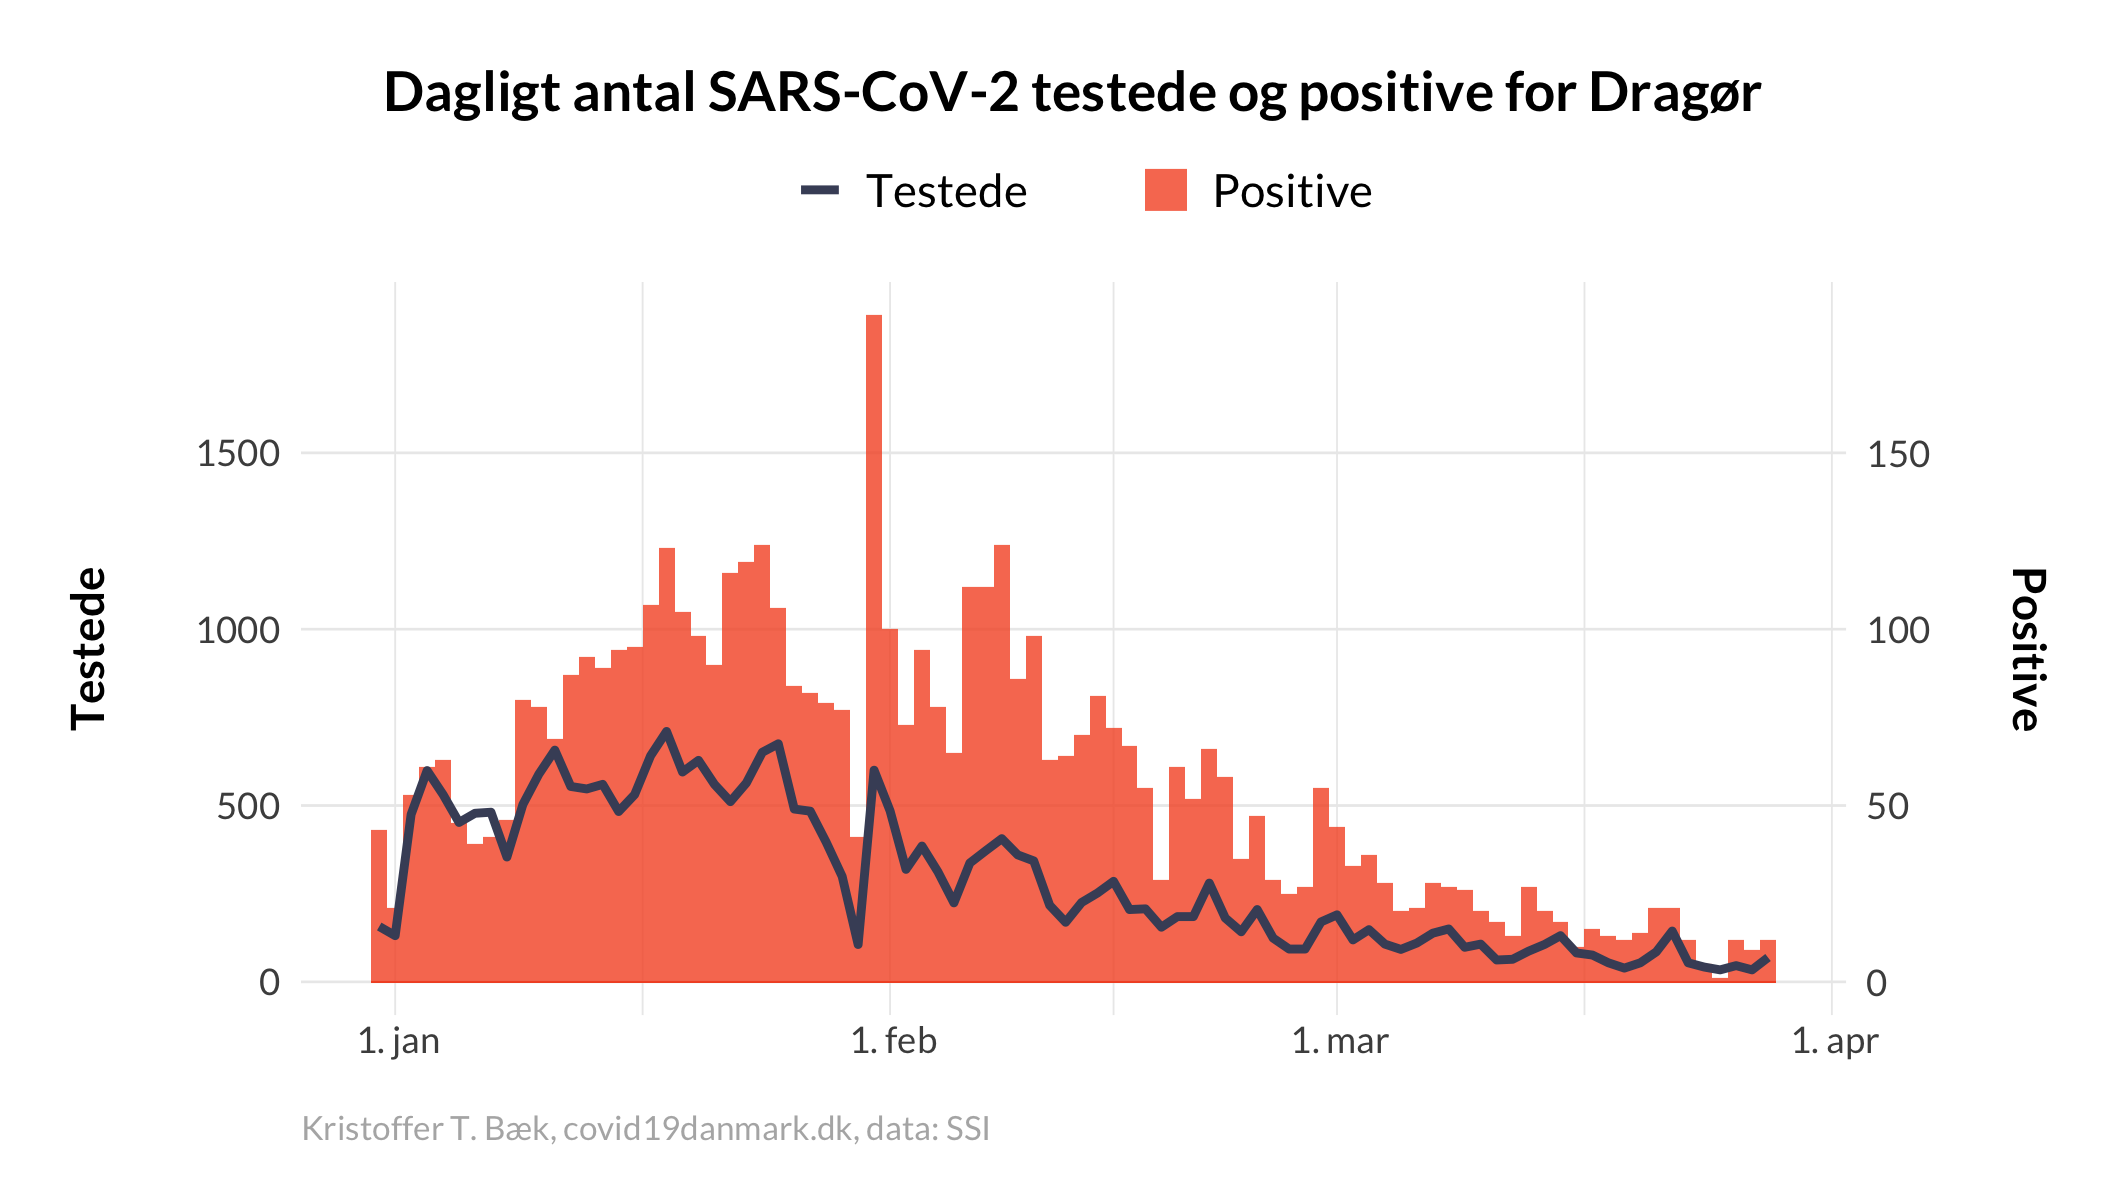 Dagligt antal SARS-CoV-2 testede og positive for Dragør
Testede Positive
1500
1000
500
0
Testede
150
100
50
0
Positive
1. jan 1. feb 1. mar 1. apr
Kristoffer T. Bæk, covid19danmark.dk, data: SSI